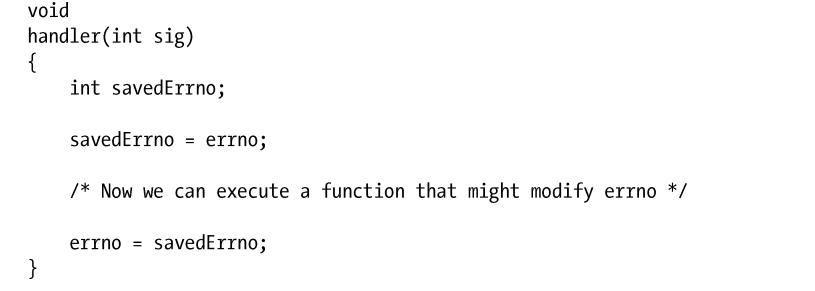 void
handler(int sig)
{
    int savedErrno;
    savedErrno = errno;
    /* Now we can execute a function that might modify errno */
    errno = savedErrno;
}